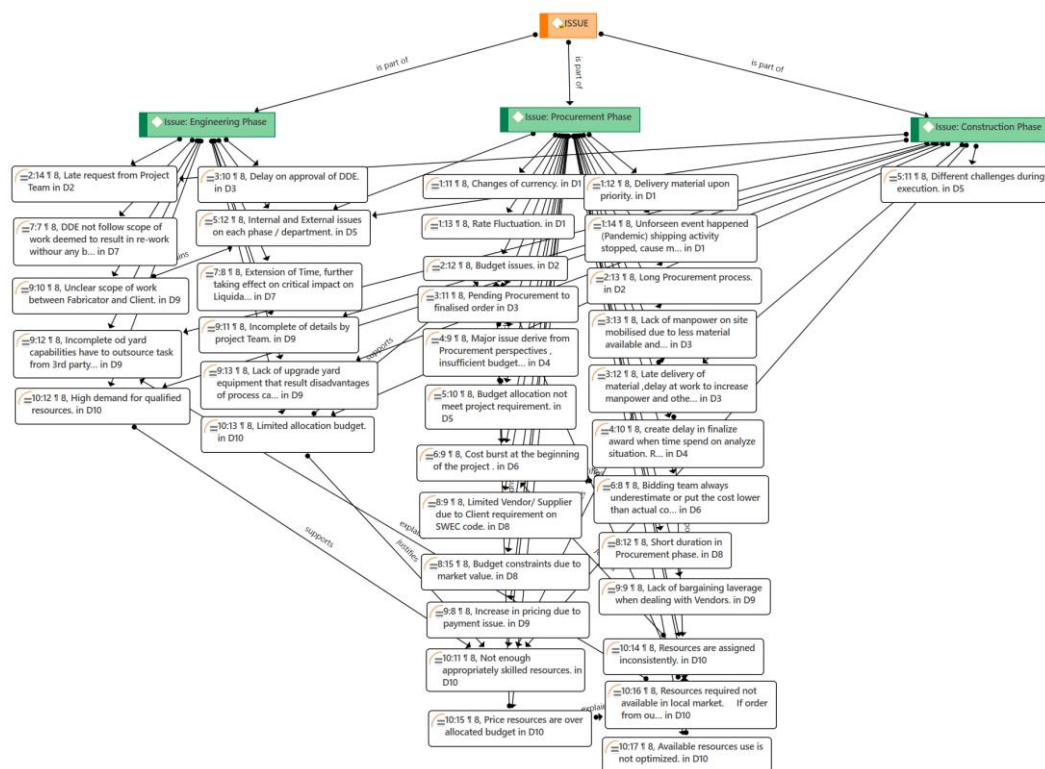 ISSUE
is part of
is part of
is part of
Issue: Engineering Phase
Issue: Procurement Phase
Issue: Construction Phase
2:14 ¶ 8, Late request from Project
Team in D2
3:10 ¶ 8, Delay on approval of DDE.
in D3
7:7 ¶ 8, DDE not follow scope of
work deemed to result in re-work
withour any b... in D7
5:12 ¶ 8, Internal and External issues
on each phase / department. in D5
9:10 ¶ 8, Unclear scope of work
between Fabricator and Client. in D9
7:8 ¶ 8, Extension of Time, further
taking effect on critical impact on
Liquida... in D7
9:12 ¶ 8, Incomplete od yard
capabilities have to outsource task
from 3rd party... in D9
9:11 ¶ 8, Incomplete of details by
project Team. in D9
10:12 ¶ 8, High demand for qualified
resources. in D10
9:13 ¶ 8, Lack of upgrade yard
equipment that result disadvantages
of process ca... in D9
10:13 ¶ 8, Limited allocation budget.
in D10
1:11 ¶ 8, Changes of currency. in D1
1:13 ¶ 8, Rate Fluctuation. in D1
2:12 ¶ 8, Budget issues. in D2
3:11 ¶ 8, Pending Procurement to
finalised order in D3
4:9 ¶ 8, Major issue derive from
Procurement perspectives ,
insufficient budget... in D4
5:10 ¶ 8, Budget allocation not
meet project requirement. in
D5
6:9 ¶ 8, Cost burst at the beginning
of the project . in D6
8:9 ¶ 8, Limited Vendor/ Supplier
due to Client requirement on
SWEC code. in D8
8:15 ¶ 8, Budget constraints due to
market value. in D8
9:8 ¶ 8, Increase in pricing due to
payment issue. in D9
10:11 ¶ 8, Not enough
appropriately skilled resources. in
D10
10:15 ¶ 8, Price resources are over
allocated budget in D10
1:12 ¶ 8, Delivery material upon
priority. in D1
1:14 ¶ 8, Unforseen event happened
(Pandemic) shipping activity
stopped, cause m... in D1
2:13 ¶ 8, Long Procurement process.
in D2
3:13 ¶ 8, Lack of manpower on site
mobilised due to less material
available and... in D3
3:12 ¶ 8, Late delivery of
material ,delay at work to increase
manpower and othe... in D3
4:10 ¶ 8, create delay in finalize
award when time spend on analyze
situation. R... in D4
6:8 ¶ 8, Bidding team always
underestimate or put the cost lower
than actual co... in D6
8:12 ¶ 8, Short duration in
Procurement phase. in D8
9:9 ¶ 8, Lack of bargaining laverage
when dealing with Vendors. in D9
10:14 ¶ 8, Resources are assigned
inconsistently. in D10
10:16 ¶ 8, Resources required not
available in local market. If order
from ou... in D10
10:17 ¶ 8, Available resources use is
not optimized. in D10
5:11 ¶ 8, Different challenges during
execution. in D5
supports
supports
justifies